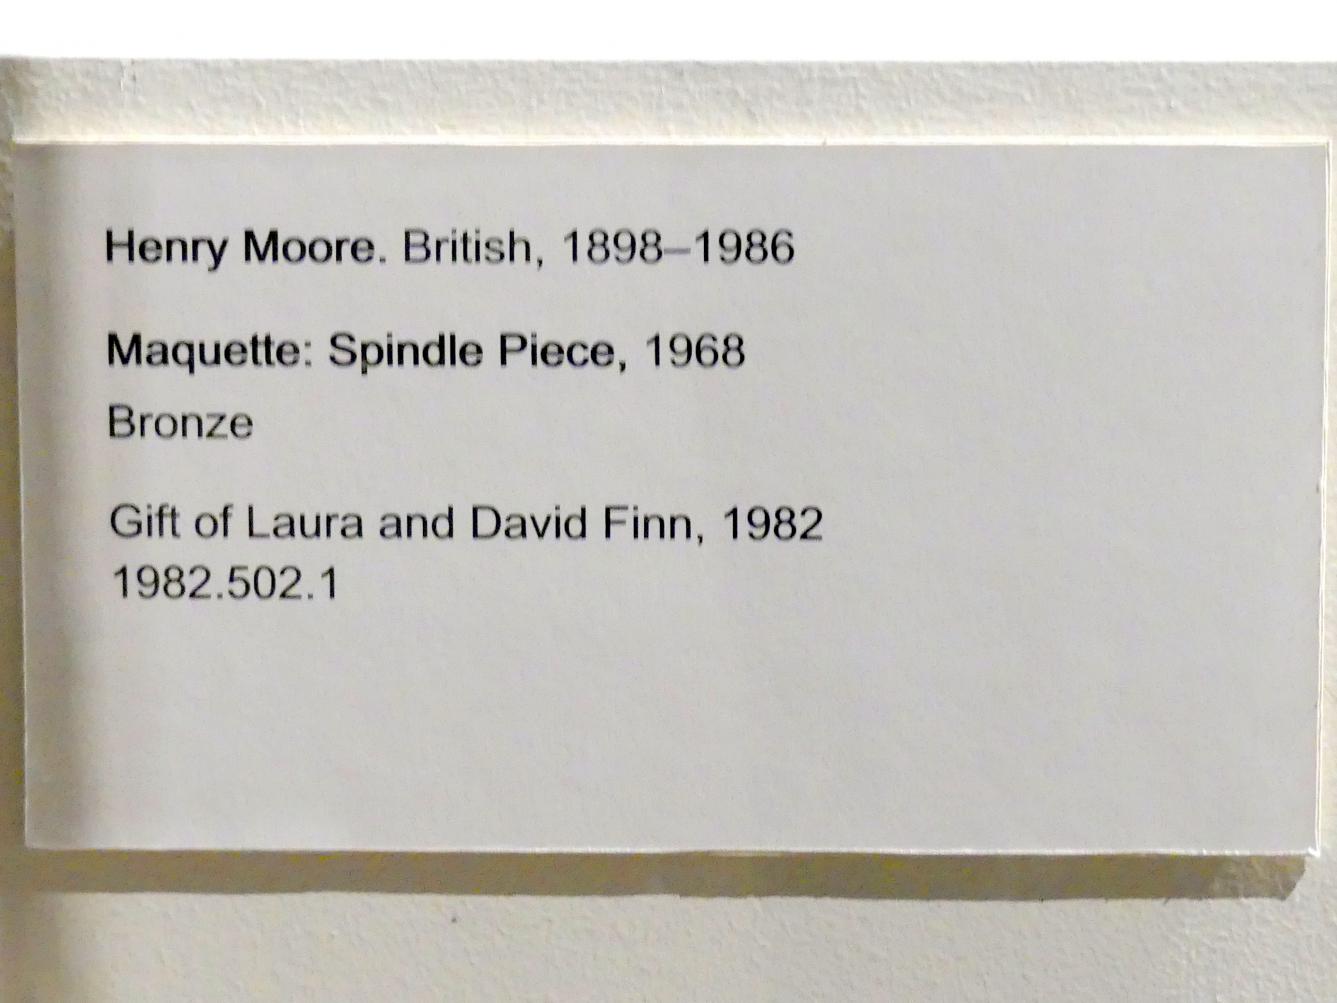 Henry Moore. British, 1898–1986
Maquette: Spindle Piece, 1968
Bronze
Gift of Laura and David Finn, 1982
1982.502.1